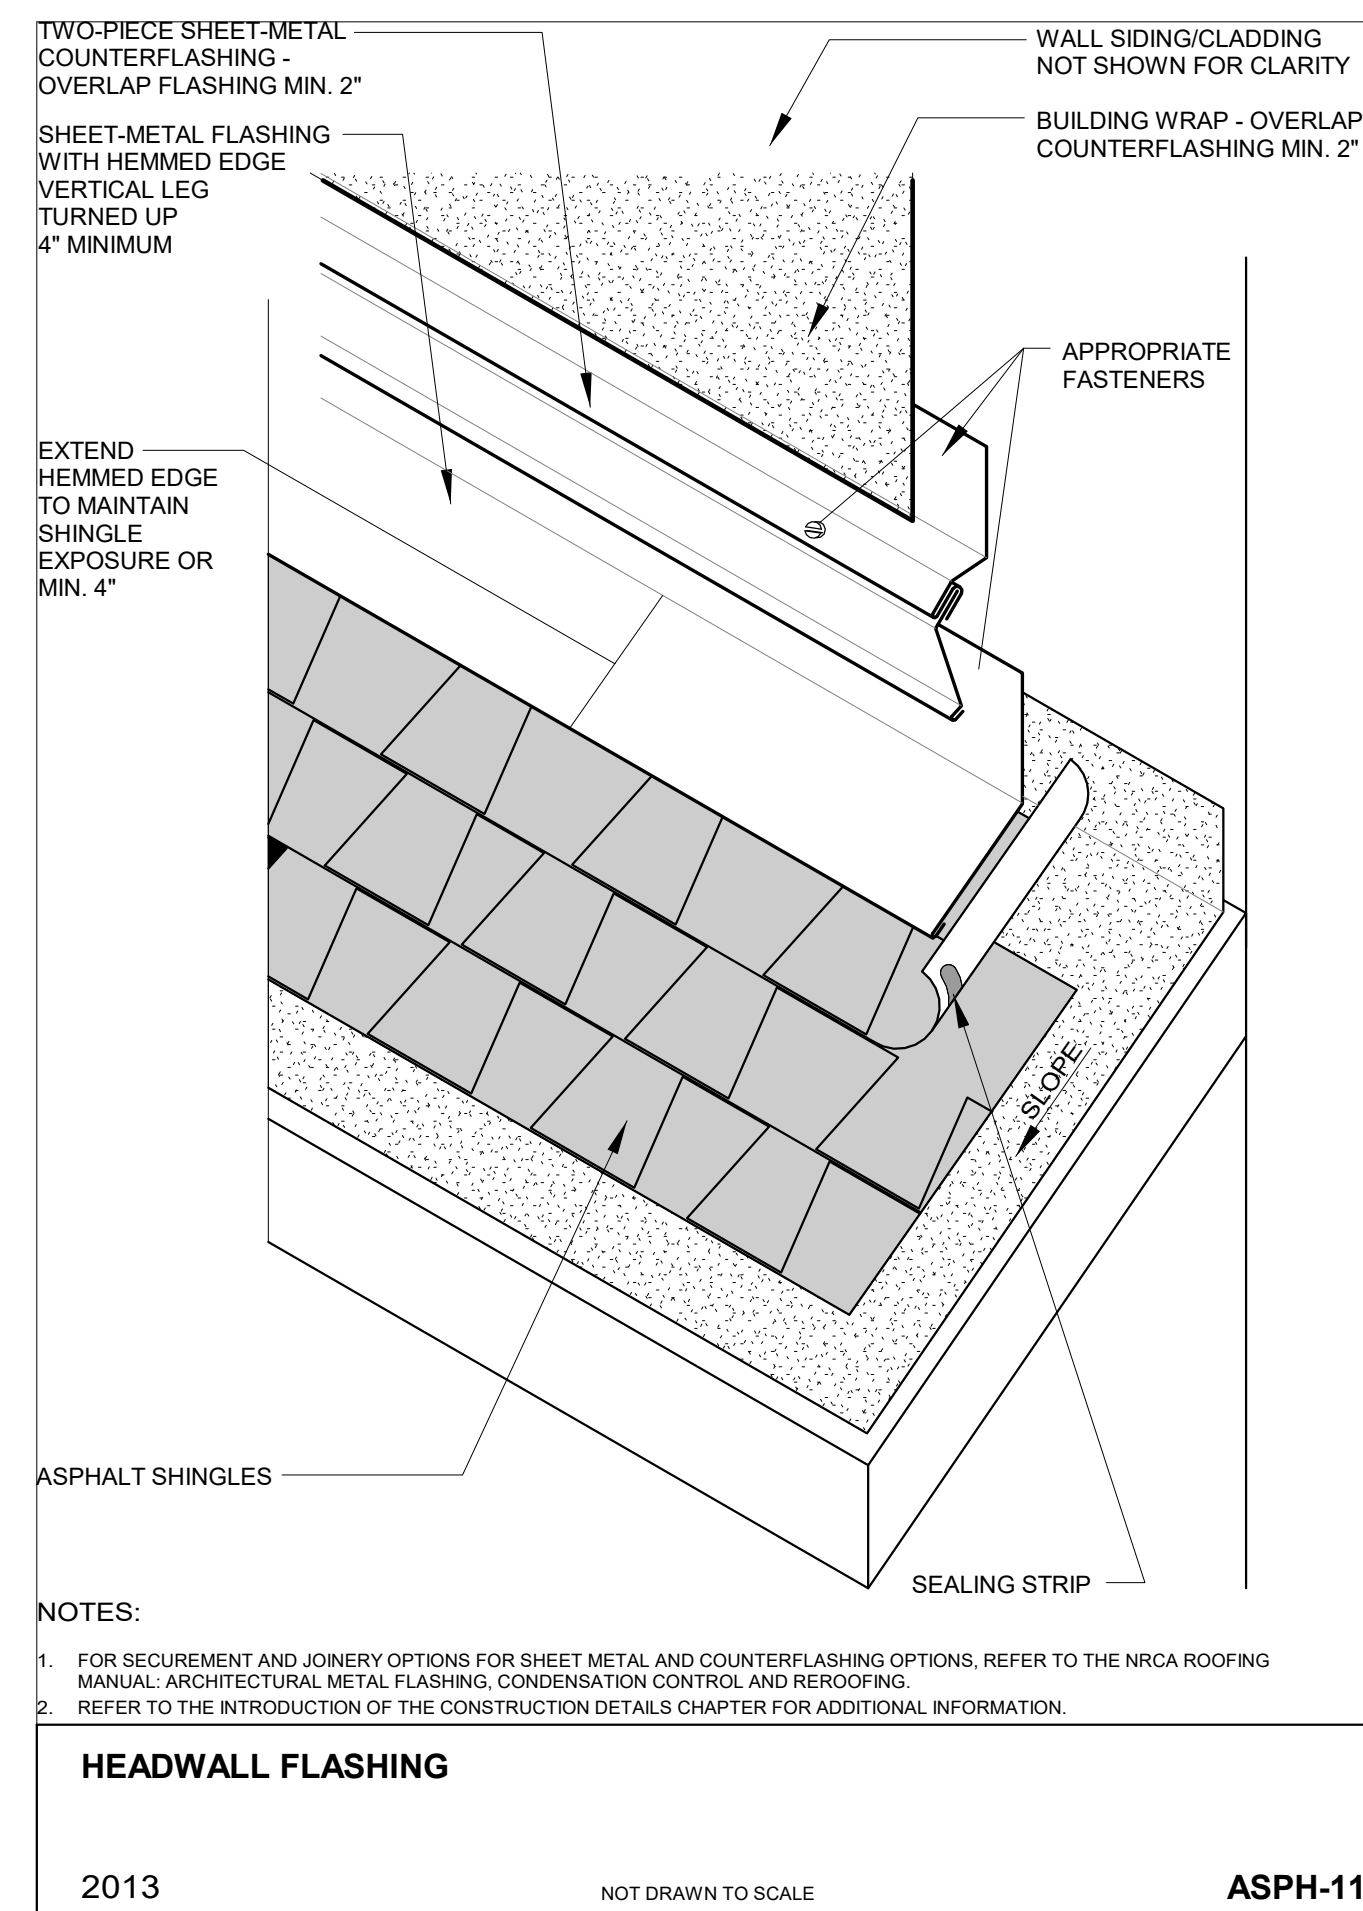 TWO-PIECE SHEET-METAL
COUNTERFLASHING -
OVERLAP FLASHING MIN. 2"
SHEET-METAL FLASHING
WITH HEMMED EDGE
VERTICAL LEG
TURNED UP
4" MINIMUM
EXTEND
HEMMED EDGE
TO MAINTAIN
SHINGLE
EXPOSURE OR
MIN. 4"
WALL SIDING/CLADDING
NOT SHOWN FOR CLARITY
BUILDING WRAP - OVERLAP
COUNTERFLASHING MIN. 2"
APPROPRIATE
FASTENERS
SLOPE
ASPHALT SHINGLES
SEALING STRIP
NOTES:
1. FOR SECUREMENT AND JOINERY OPTIONS FOR SHEET METAL AND COUNTERFLASHING OPTIONS, REFER TO THE NRCA ROOFING
MANUAL: ARCHITECTURAL METAL FLASHING, CONDENSATION CONTROL AND REROOFING.
2. REFER TO THE INTRODUCTION OF THE CONSTRUCTION DETAILS CHAPTER FOR ADDITIONAL INFORMATION.
HEADWALL FLASHING
2013
NOT DRAWN TO SCALE
ASPH-11